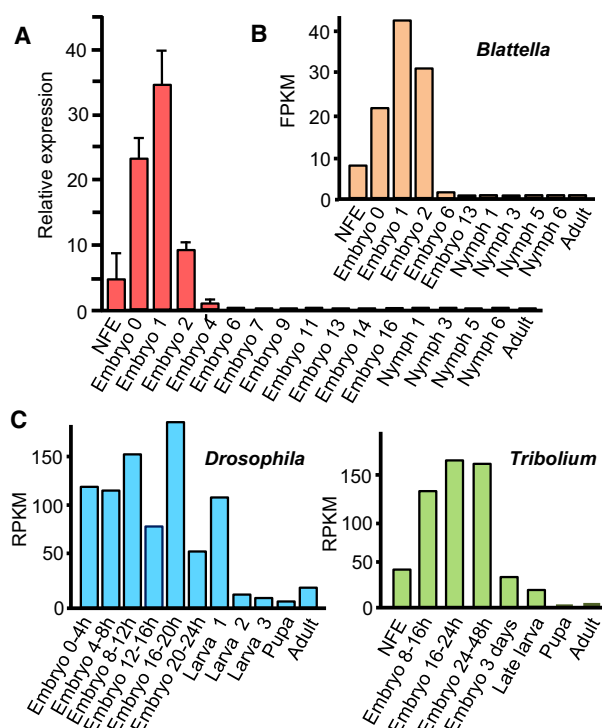 A
Relative expression
40
30
20
10
0
NFE
Embryo 0
Embryo 1
Embryo 2
Embryo 4
Embryo 6
Embryo 7
Embryo 9
Embryo 11
Embryo 13
Embryo 14
Embryo 16
Nymph 1
Nymph 3
Nymph 5
Nymph 6
Adult
B
Blattella
FPKM
40
30
20
10
0
NFE
Embryo 0
Embryo 1
Embryo 2
Embryo 6
Embryo 13
Nymph 1
Nymph 3
Nymph 5
Nymph 6
Adult
C
Drosophila
RPKM
150
100
50
0
Embryo 0-4h
Embryo 4-8h
Embryo 8-12h
Embryo 12-16h
Embryo 16-20h
Embryo 20-24h
Larva 1
Larva 2
Larva 3
Pupa
Adult
Tribolium
RPKM
150
100
50
0
NFE
Embryo 8-16h
Embryo 16-24h
Embryo 24-48h
Embryo 3 days
Late larva
Pupa
Adult